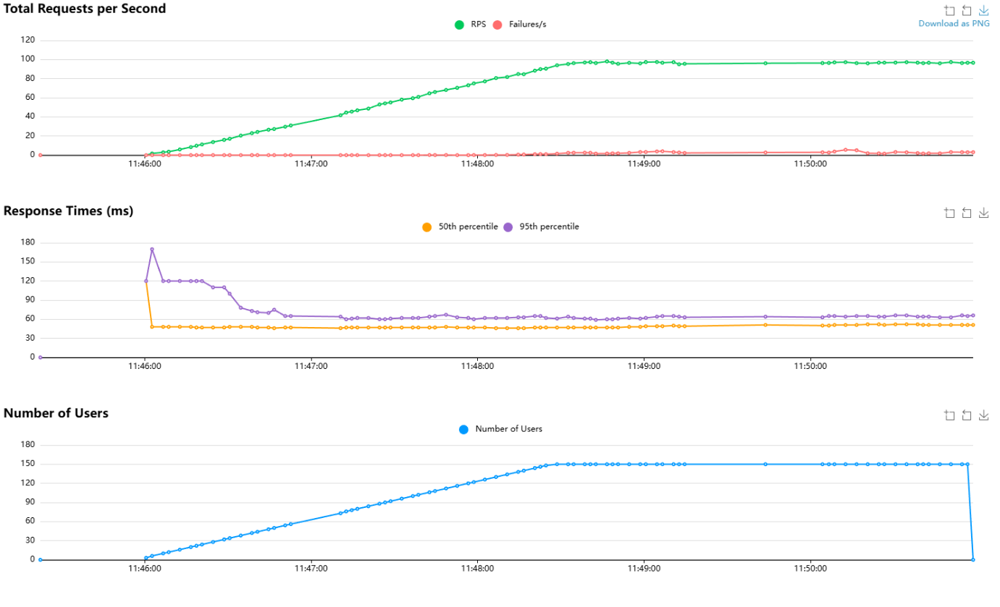 Total Requests per Second
Download as PNG
RPS Failures/s
120
100
80
60
40
20
0
11:46:00 11:47:00 11:48:00 11:49:00 11:50:00
Response Times (ms)
50th percentile 95th percentile
180
150
120
90
60
30
0
11:46:00 11:47:00 11:48:00 11:49:00 11:50:00
Number of Users
Number of Users
180
150
120
90
60
30
0
11:46:00 11:47:00 11:48:00 11:49:00 11:50:00